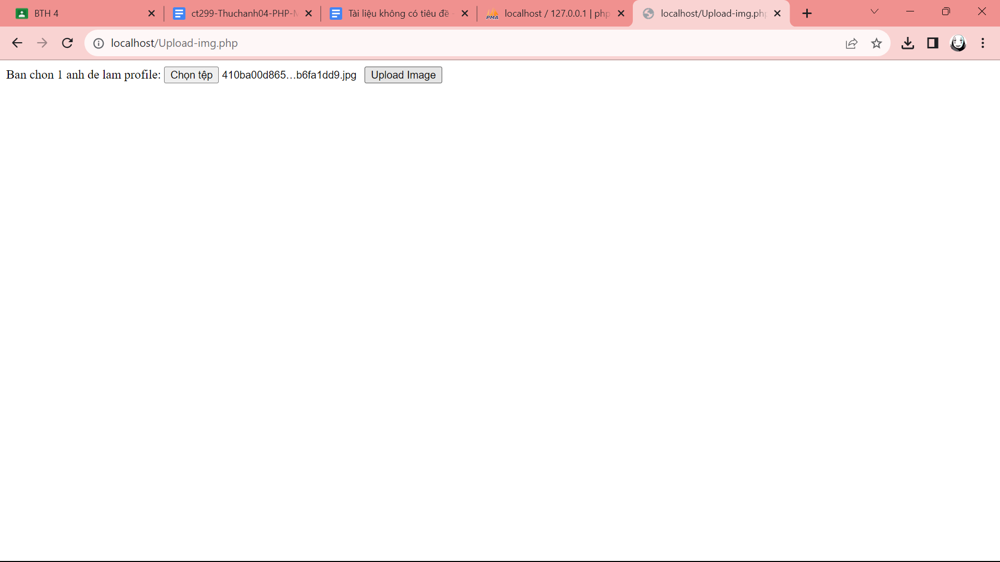 BTH 4
ct299-Thuchanh04-PHP-M
Tài liệu không có tiêu đề -
PMA
localhost / 127.0.0.1 | php
localhost/Upload-img.php
localhost/Upload-img.php
Ban chon 1 anh de lam profile: Chọn tệp 410ba00d865...b6fa1dd9.jpg Upload Image